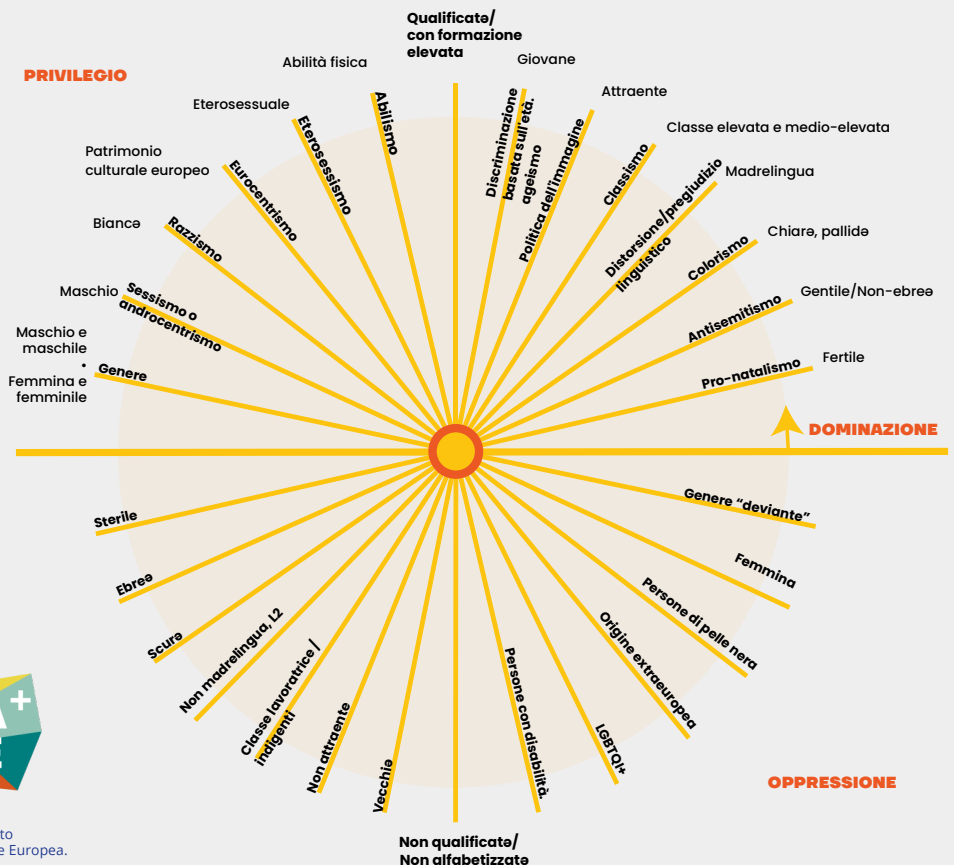 Qualificatə/
con formazione
elevata
PRIVILEGIO
Abilità fisica
Giovane
Eterosessuale
Attraente
Patrimonio
culturale europeo
Classe elevata e medio-elevata
Madrelingua
Biancə
Chiarə, pallidə
Maschio
Gentile/Non-ebreə
Maschio e
maschile
•
Femmina e
femminile
Fertile
Abilismo
Eterosessismo
Eurocentrismo
Razzismo
Sessismo o
androcentrismo
Genere
Discriminazione
basata sull'età.
ageismo
Politica dell'immagine
Classismo
Distorsione/pregiudizio
linguistico
Colorismo
Antisemitismo
Pro-natalismo
DOMINAZIONE
Sterile
Ebreə
Scurə
Non madrelingua, L2
Classe lavoratrice /
indigenti
Non attraente
Vecchiə
Persone con disabilità.
LGBTQI+
Origine extraeuropea
Persone di pelle nera
Femmina
Genere “deviante”
OPPRESSIONE
Non qualificatə/
Non alfabetizzatə
+
to
e Europea.